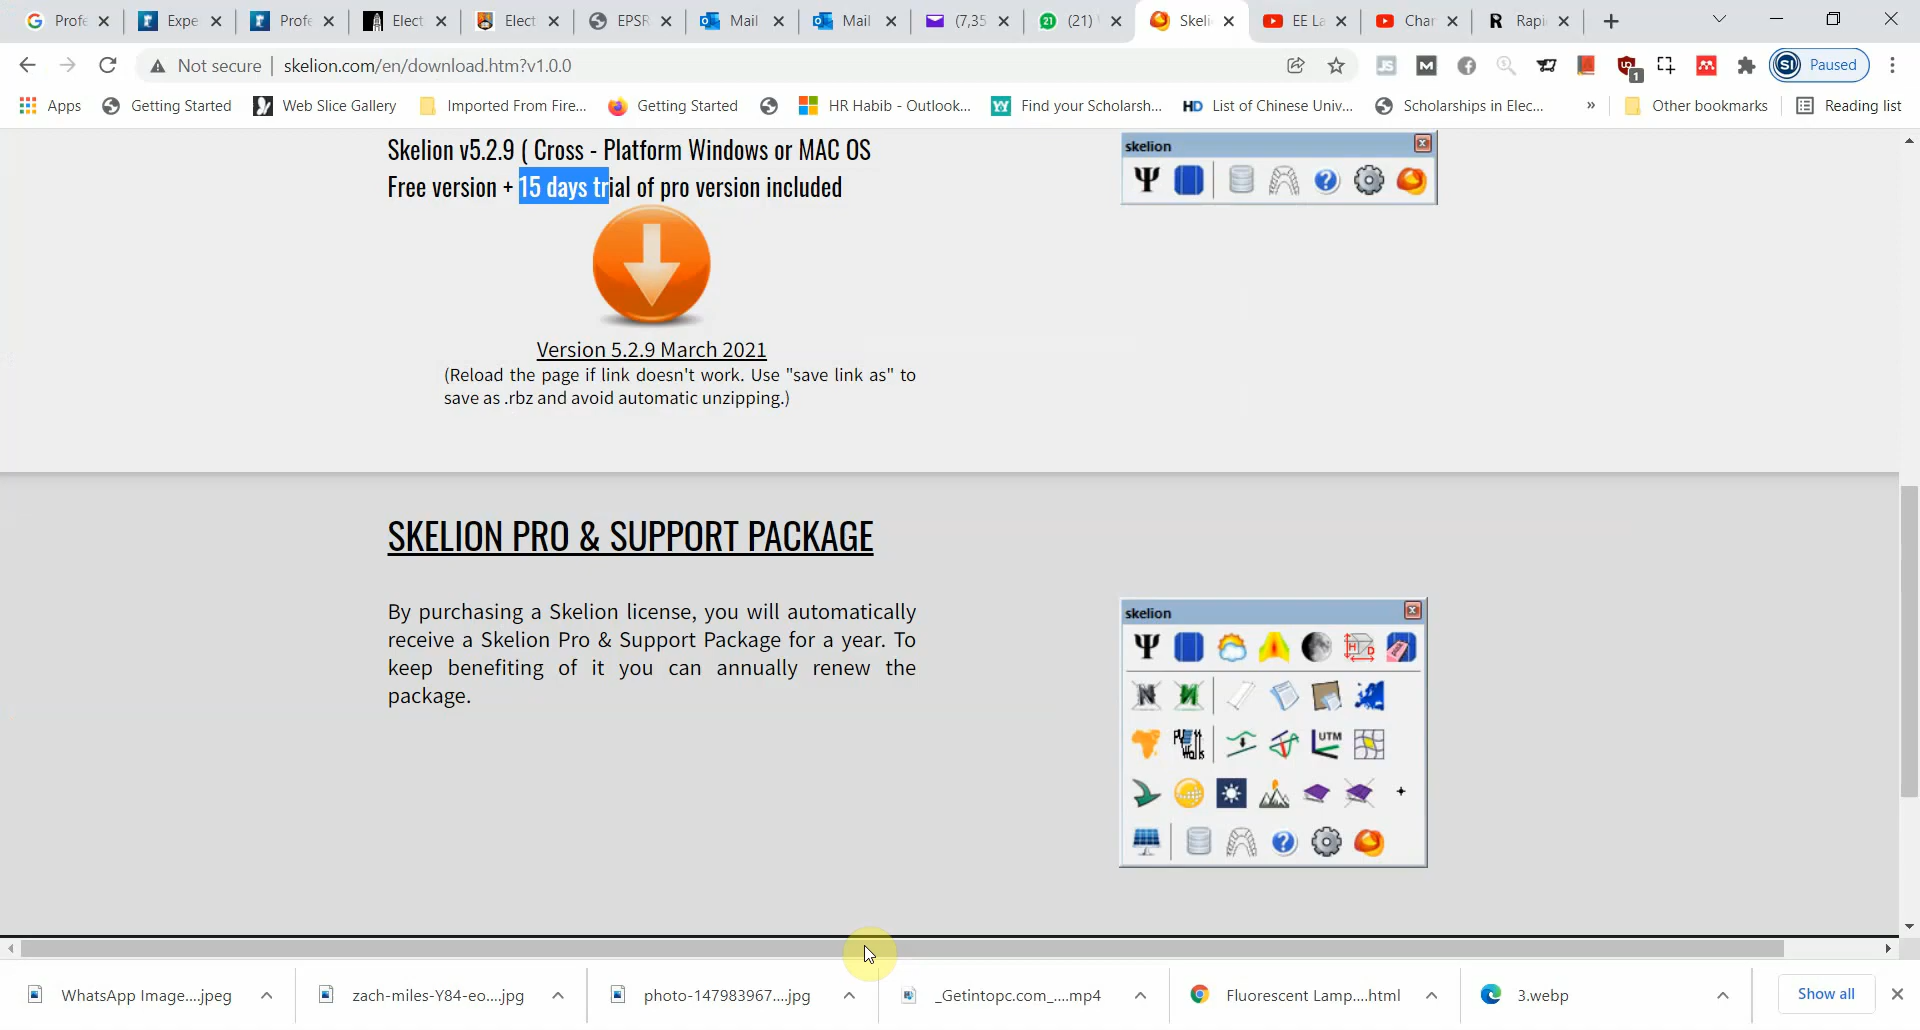 Profe
Expe
Profe
Elect
Elect
EPSR
Mail
Mail
(7,35
(21)
Skeli
EE La
Char
Rapi
Not secure | skelion.com/en/download.htm?v1.0.0
Paused
Apps
Getting Started
Web Slice Gallery
Imported From Fire...
Getting Started
HR Habib - Outlook...
Find your Scholarsh...
List of Chinese Univ...
Scholarships in Elec...
»
Other bookmarks
Reading list
Skelion v5.2.9 ( Cross - Platform Windows or MAC OS
Free version + 15 days trial of pro version included
skelion
Version 5.2.9 March 2021
(Reload the page if link doesn't work. Use "save link as" to
save as .rbz and avoid automatic unzipping.)
SKELION PRO & SUPPORT PACKAGE
By purchasing a Skelion license, you will automatically
receive a Skelion Pro & Support Package for a year. To
keep benefiting of it you can annually renew the
package.
skelion
UTM
WhatsApp Image....jpeg
zach-miles-Y84-eo....jpg
photo-147983967....jpg
_Getintopc.com_....mp4
Fluorescent Lamp....html
3.webp
Show all